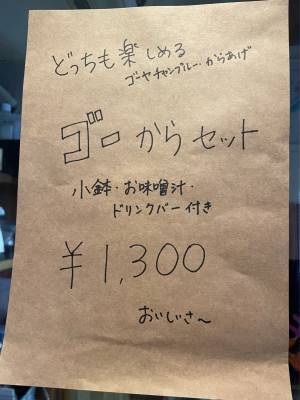 どっちも楽しめる
ゴーヤチャンプルー・からあげ
ゴーからセット
小鉢・お味噌汁・
ドリンクバー付き
¥1,300
おいしいさ～